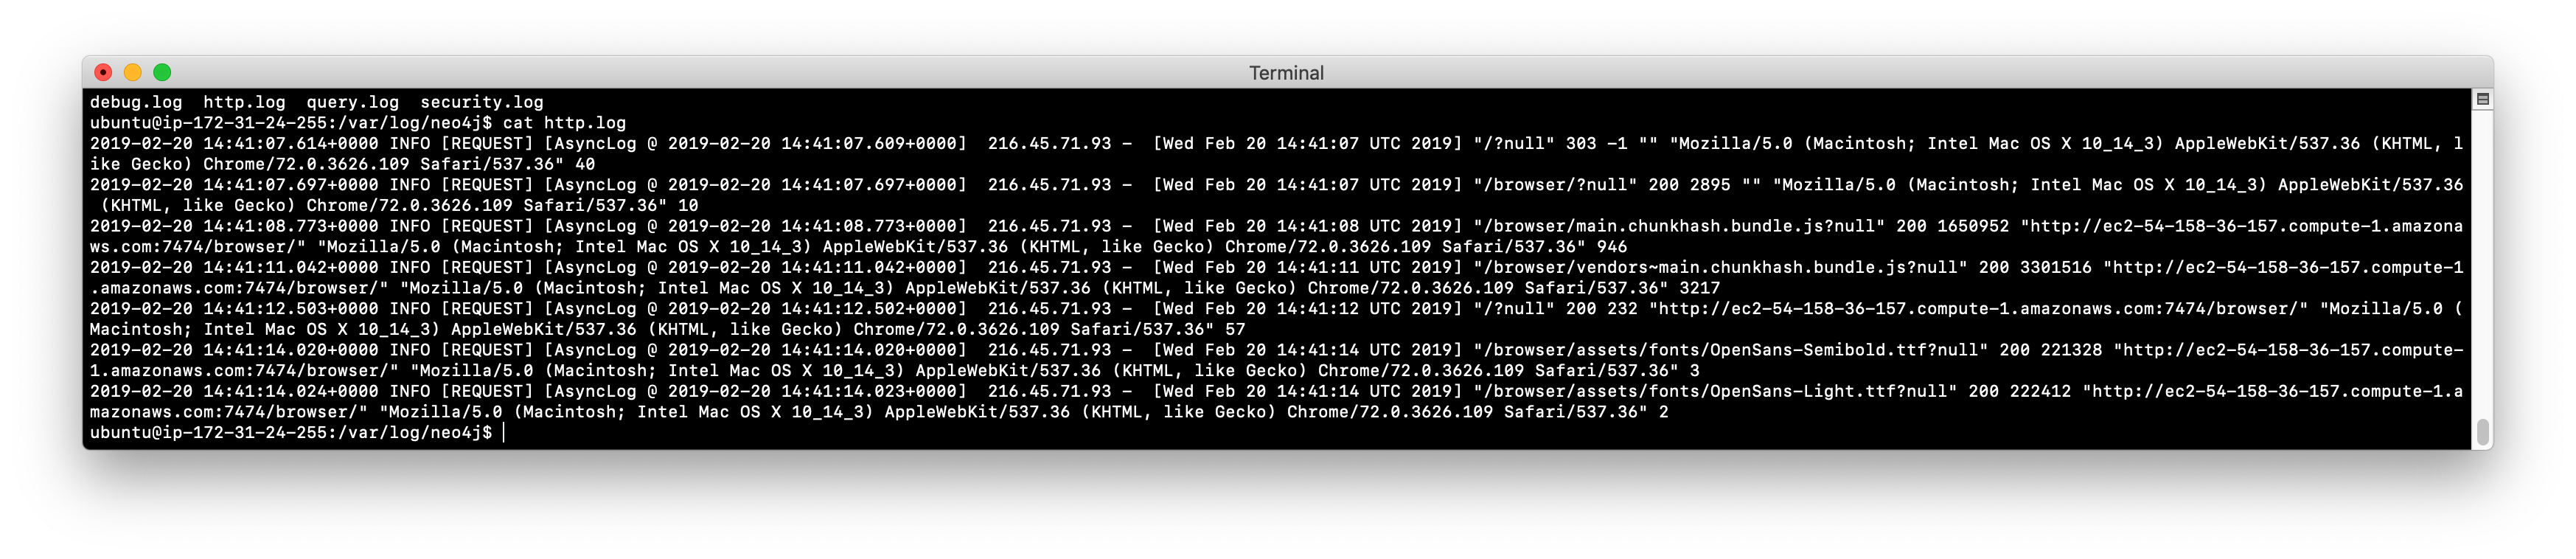 Terminal
debug.log  http.log  query.log  security.log
ubuntu@ip-172-31-24-255:/var/log/neo4j$ cat http.log
2019-02-20 14:41:07.614+0000 INFO [REQUEST] [AsyncLog @ 2019-02-20 14:41:07.609+0000]  216.45.71.93 -  [Wed Feb 20 14:41:07 UTC 2019] "/?null" 303 -1 "" "Mozilla/5.0 (Macintosh; Intel Mac OS X 10_14_3) AppleWebKit/537.36 (KHTML, l
ike Gecko) Chrome/72.0.3626.109 Safari/537.36" 40
2019-02-20 14:41:07.697+0000 INFO [REQUEST] [AsyncLog @ 2019-02-20 14:41:07.697+0000]  216.45.71.93 -  [Wed Feb 20 14:41:07 UTC 2019] "/browser/?null" 200 2895 "" "Mozilla/5.0 (Macintosh; Intel Mac OS X 10_14_3) AppleWebKit/537.36
 (KHTML, like Gecko) Chrome/72.0.3626.109 Safari/537.36" 10
2019-02-20 14:41:08.773+0000 INFO [REQUEST] [AsyncLog @ 2019-02-20 14:41:08.773+0000]  216.45.71.93 -  [Wed Feb 20 14:41:08 UTC 2019] "/browser/main.chunkhash.bundle.js?null" 200 1650952 "http://ec2-54-158-36-157.compute-1.amazona
ws.com:7474/browser/" "Mozilla/5.0 (Macintosh; Intel Mac OS X 10_14_3) AppleWebKit/537.36 (KHTML, like Gecko) Chrome/72.0.3626.109 Safari/537.36" 946
2019-02-20 14:41:11.042+0000 INFO [REQUEST] [AsyncLog @ 2019-02-20 14:41:11.042+0000]  216.45.71.93 -  [Wed Feb 20 14:41:11 UTC 2019] "/browser/vendors~main.chunkhash.bundle.js?null" 200 3301516 "http://ec2-54-158-36-157.compute-1
.amazonaws.com:7474/browser/" "Mozilla/5.0 (Macintosh; Intel Mac OS X 10_14_3) AppleWebKit/537.36 (KHTML, like Gecko) Chrome/72.0.3626.109 Safari/537.36" 3217
2019-02-20 14:41:12.503+0000 INFO [REQUEST] [AsyncLog @ 2019-02-20 14:41:12.502+0000]  216.45.71.93 -  [Wed Feb 20 14:41:12 UTC 2019] "/?null" 200 232 "http://ec2-54-158-36-157.compute-1.amazonaws.com:7474/browser/" "Mozilla/5.0 (
Macintosh; Intel Mac OS X 10_14_3) AppleWebKit/537.36 (KHTML, like Gecko) Chrome/72.0.3626.109 Safari/537.36" 57
2019-02-20 14:41:14.020+0000 INFO [REQUEST] [AsyncLog @ 2019-02-20 14:41:14.020+0000]  216.45.71.93 -  [Wed Feb 20 14:41:14 UTC 2019] "/browser/assets/fonts/OpenSans-Semibold.ttf?null" 200 221328 "http://ec2-54-158-36-157.compute-
1.amazonaws.com:7474/browser/" "Mozilla/5.0 (Macintosh; Intel Mac OS X 10_14_3) AppleWebKit/537.36 (KHTML, like Gecko) Chrome/72.0.3626.109 Safari/537.36" 3
2019-02-20 14:41:14.024+0000 INFO [REQUEST] [AsyncLog @ 2019-02-20 14:41:14.023+0000]  216.45.71.93 -  [Wed Feb 20 14:41:14 UTC 2019] "/browser/assets/fonts/OpenSans-Light.ttf?null" 200 222412 "http://ec2-54-158-36-157.compute-1.a
mazonaws.com:7474/browser/" "Mozilla/5.0 (Macintosh; Intel Mac OS X 10_14_3) AppleWebKit/537.36 (KHTML, like Gecko) Chrome/72.0.3626.109 Safari/537.36" 2
ubuntu@ip-172-31-24-255:/var/log/neo4j$